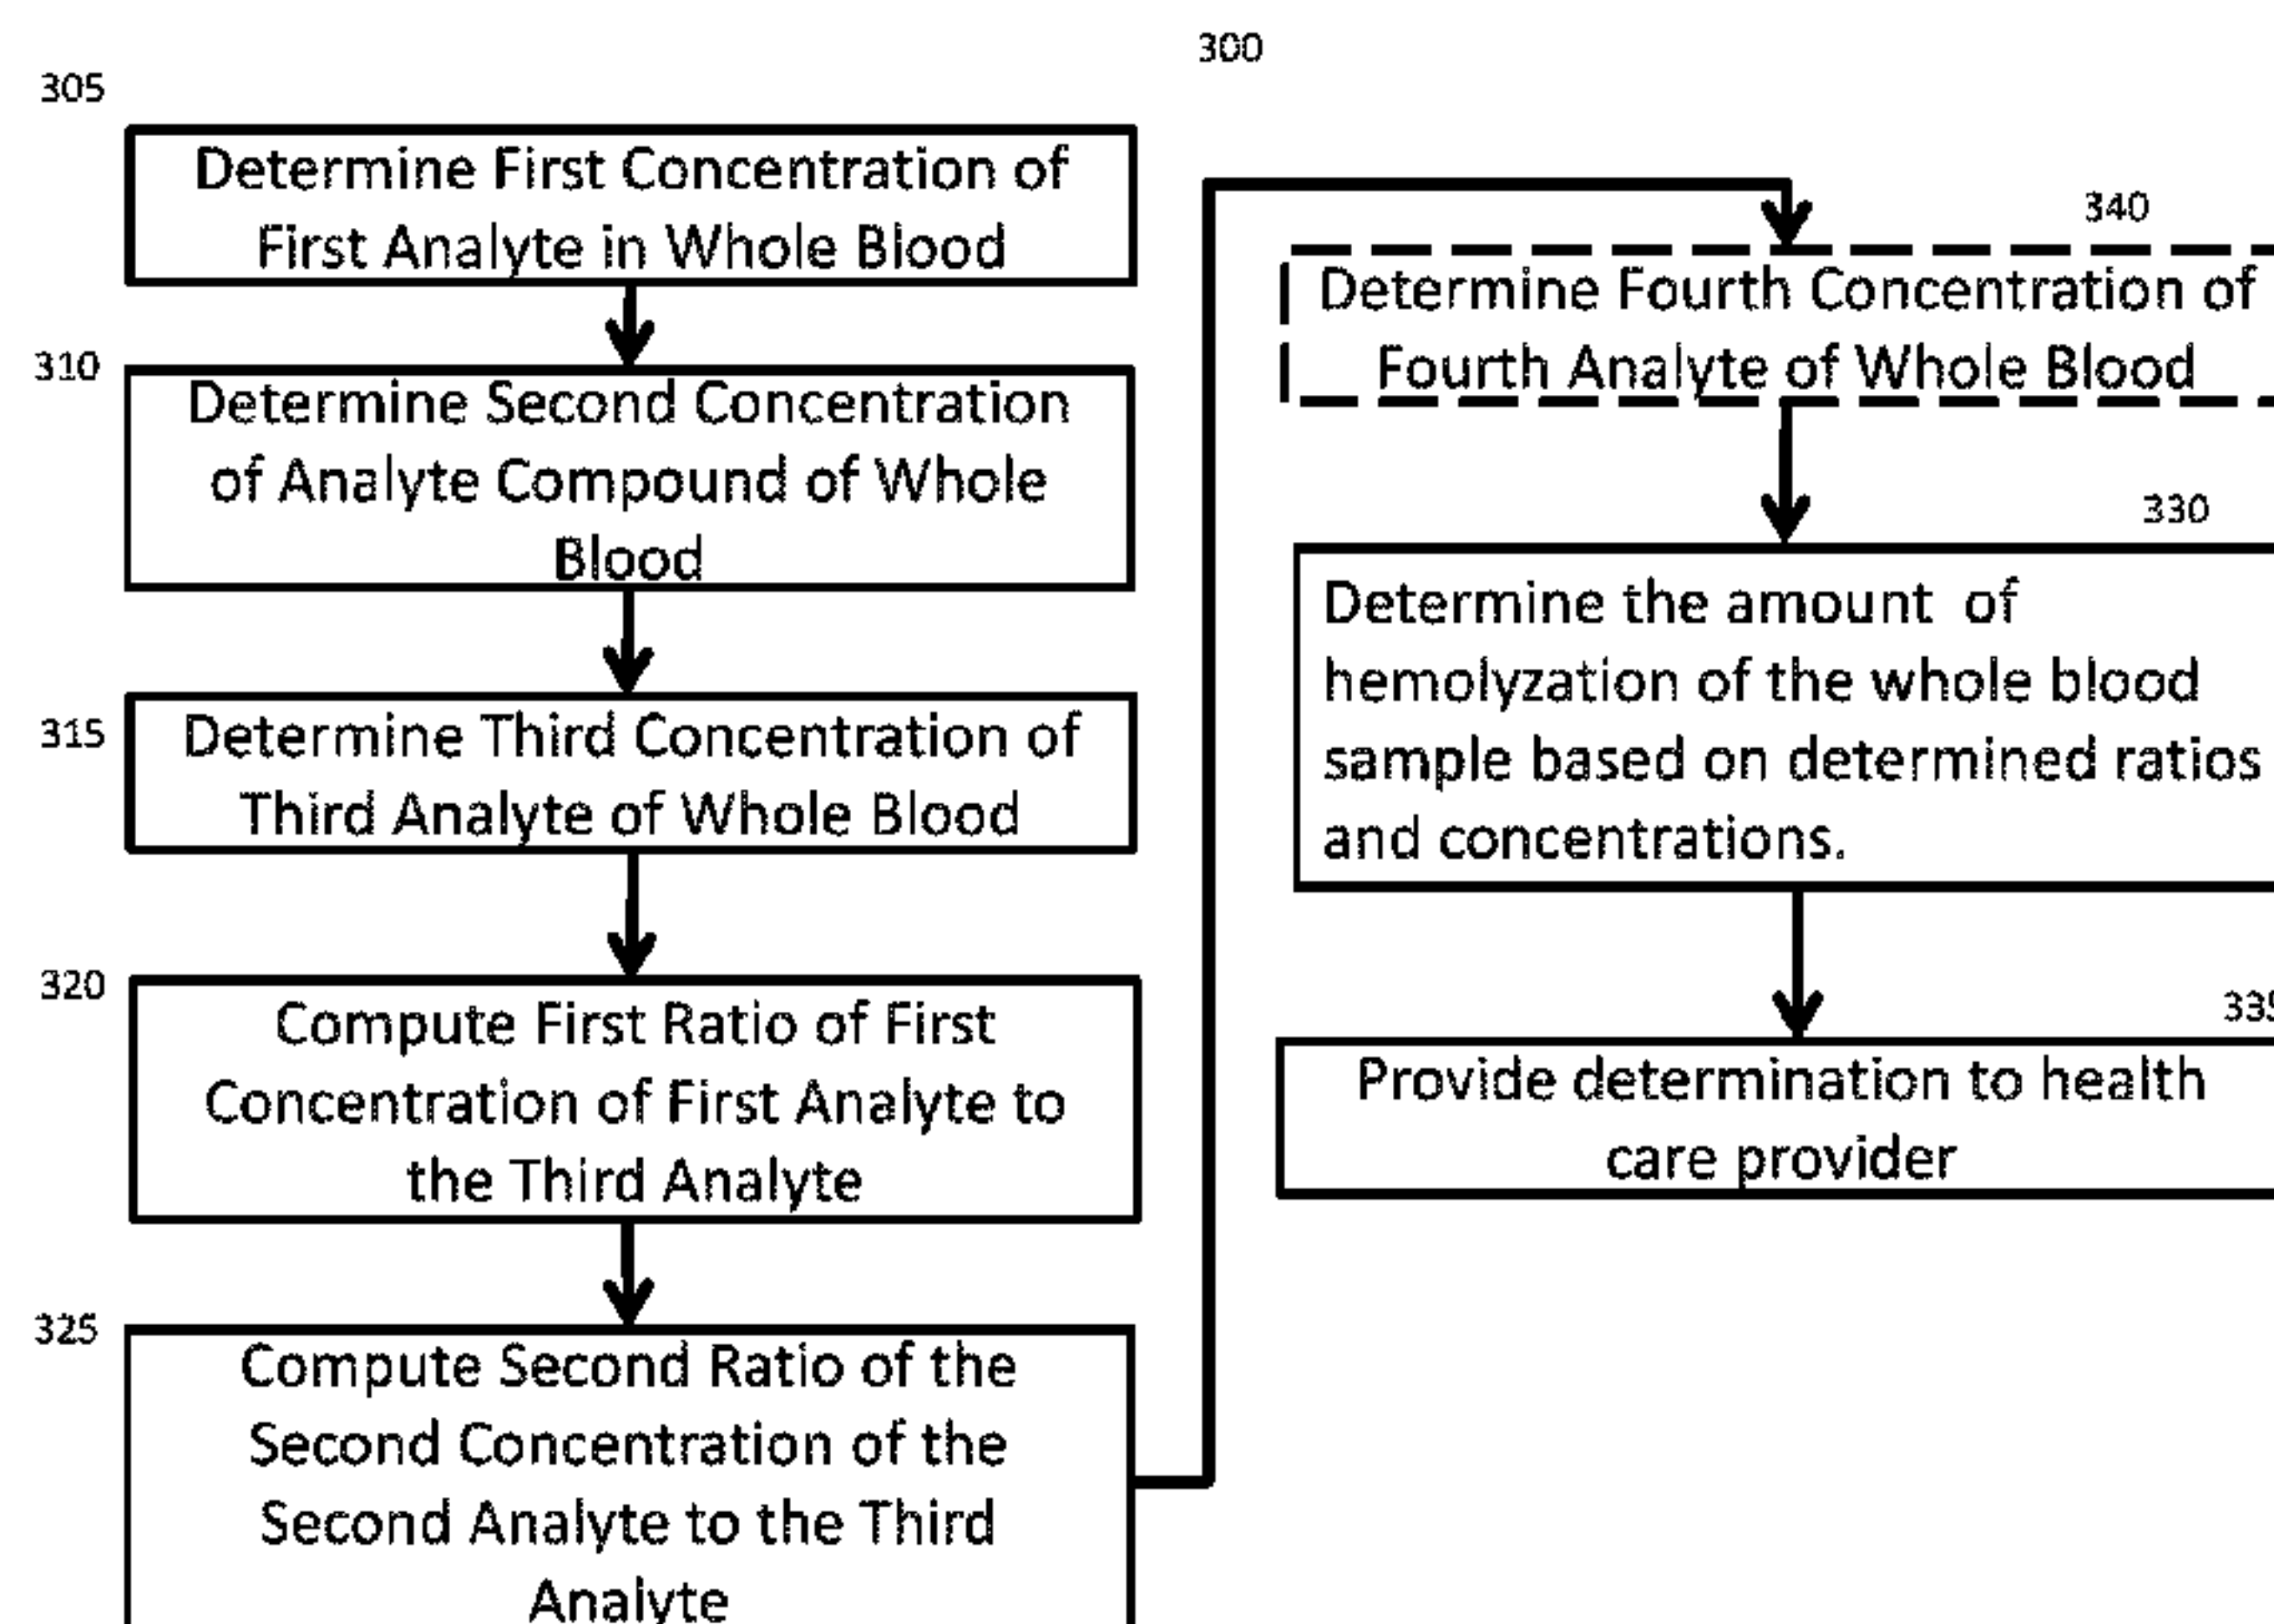 300
305
Determine First Concentration of
First Analyte in Whole Blood
310
Determine Second Concentration
of Analyte Compound of Whole
Blood
315
Determine Third Concentration of
Third Analyte of Whole Blood
320
Compute First Ratio of First
Concentration of First Analyte to
the Third Analyte
325
Compute Second Ratio of the
Second Concentration of the
Second Analyte to the Third
Analyte
340
Determine Fourth Concentration of
Fourth Analyte of Whole Blood
330
Determine the amount of
hemolyzation of the whole blood
sample based on determined ratios
and concentrations.
335
Provide determination to health
care provider